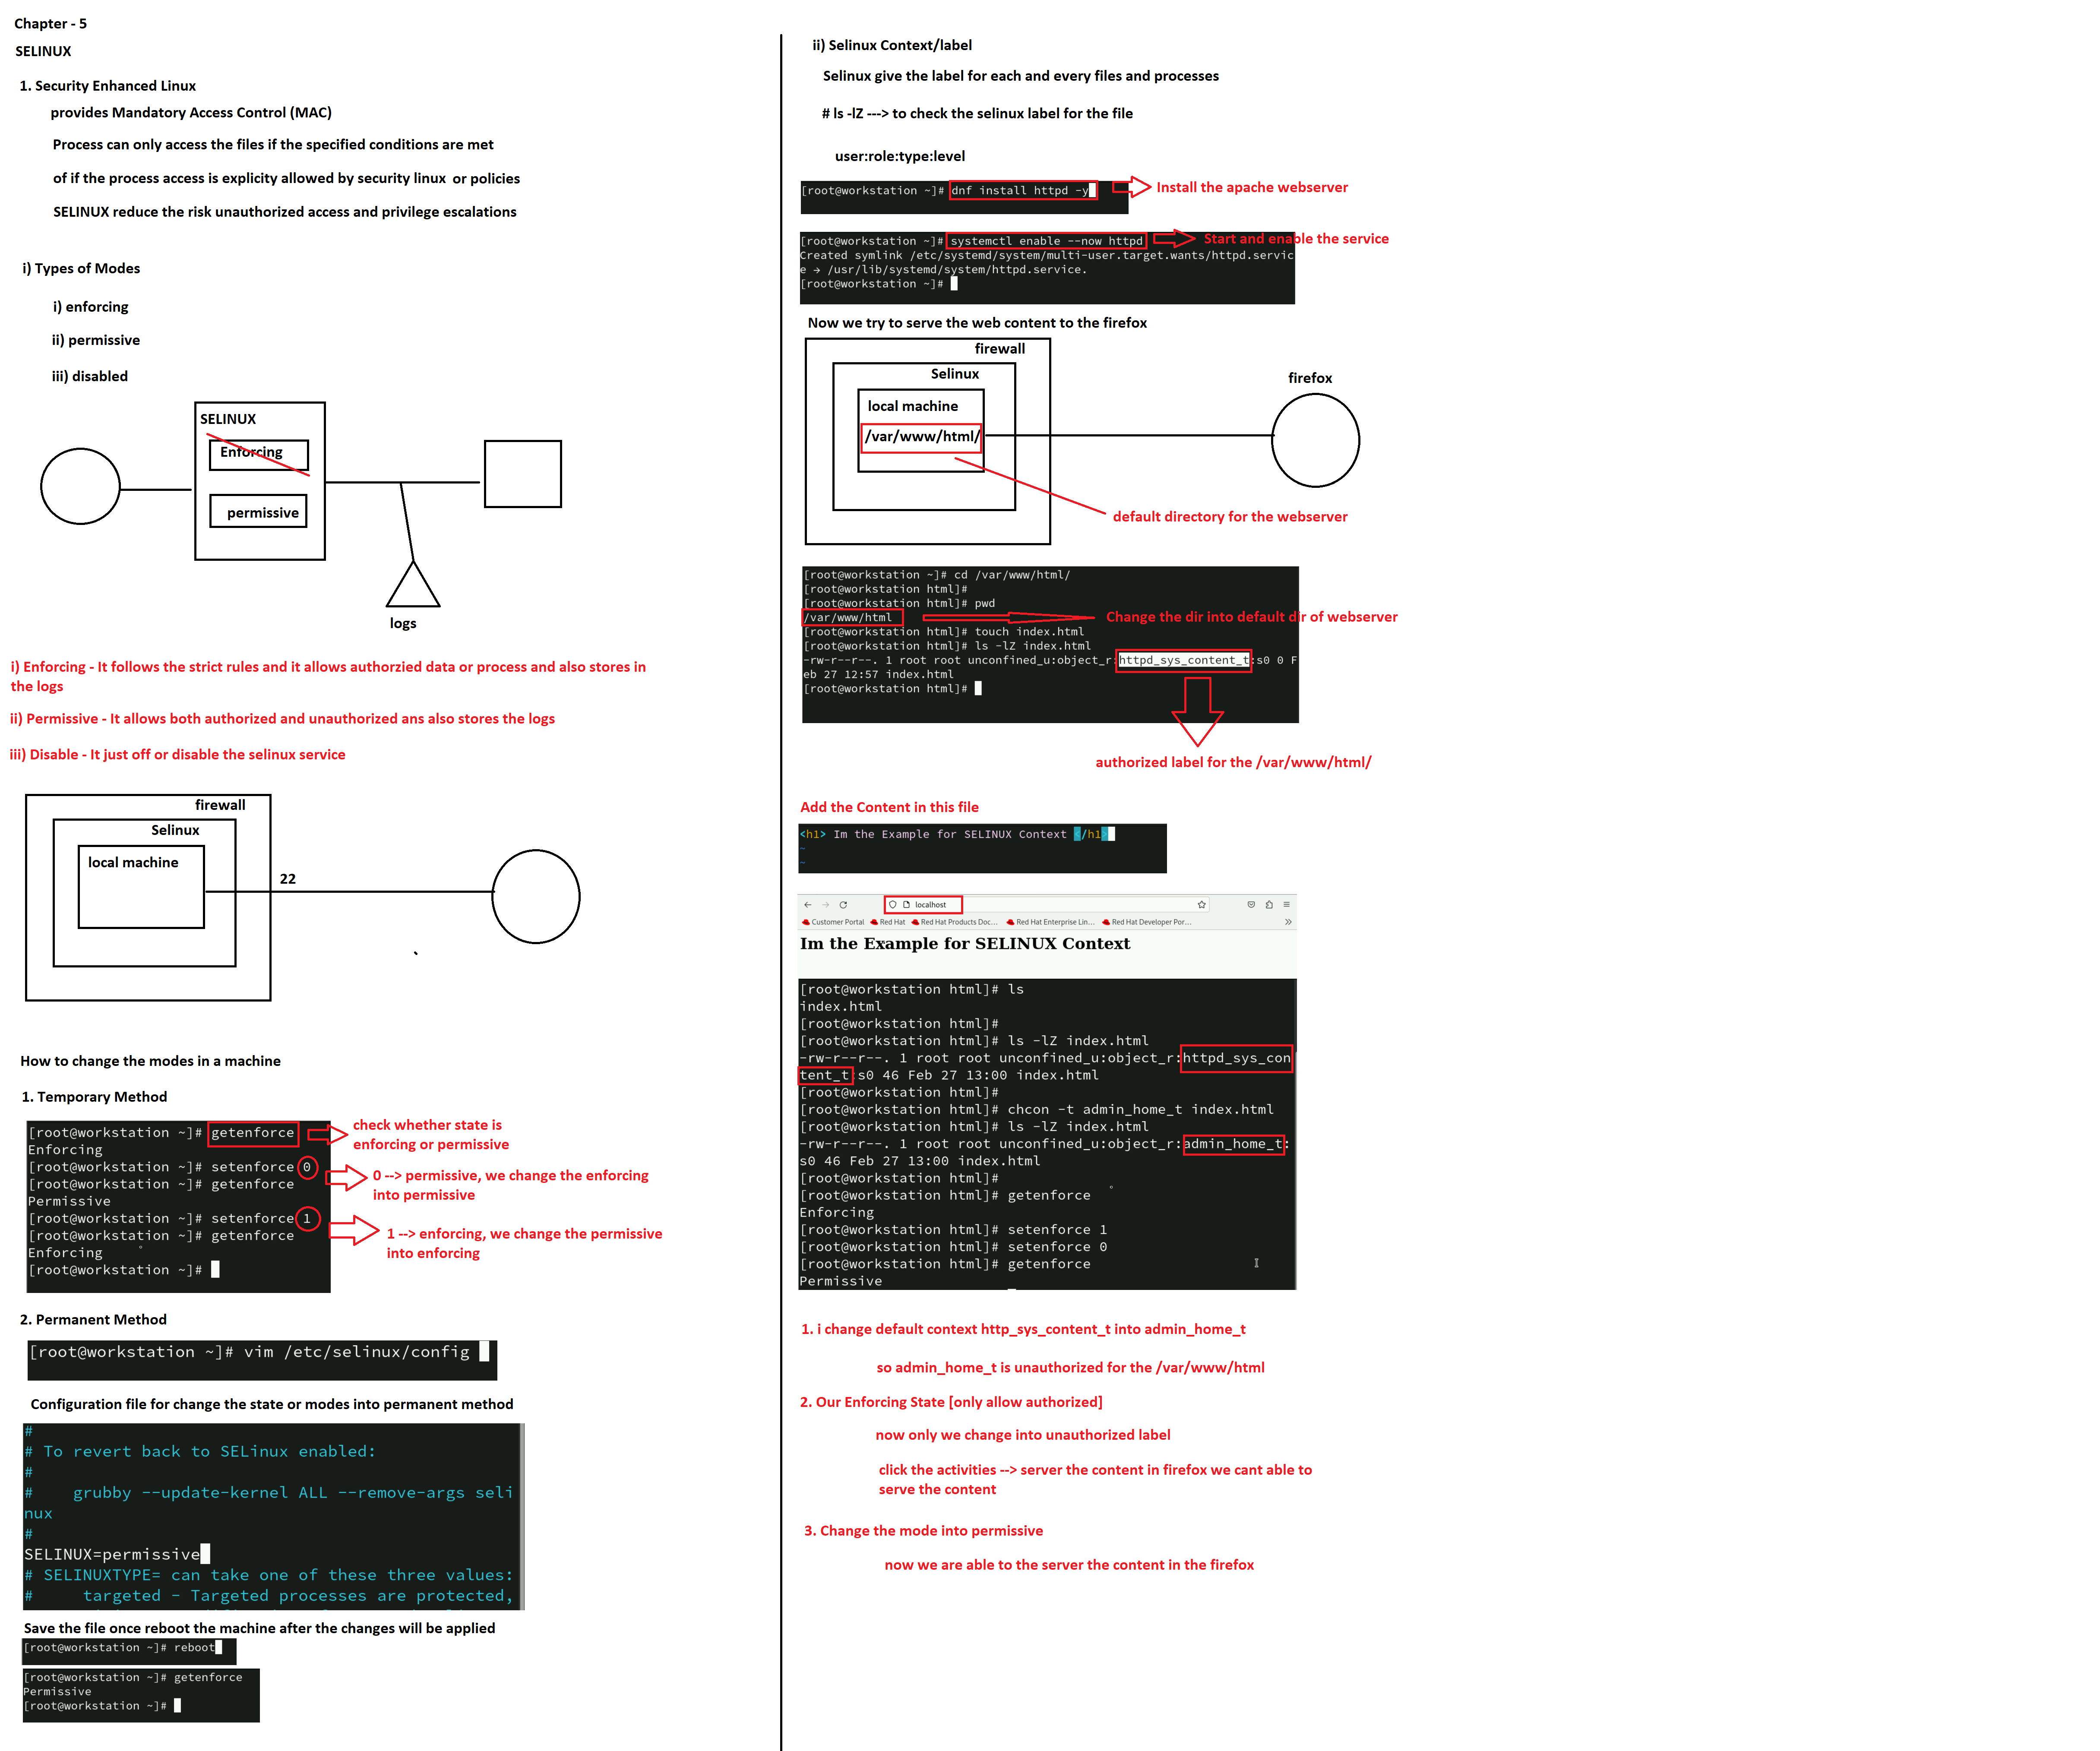 Chapter - 5
SELINUX
1. Security Enhanced Linux
provides Mandatory Access Control (MAC)
Process can only access the files if the specified conditions are met
of if the process access is explicity allowed by security linux or policies
SELINUX reduce the risk unauthorized access and privilege escalations
i) Types of Modes
i) enforcing
ii) permissive
iii) disabled
SELINUX
Enforcing
permissive
logs
i) Enforcing - It follows the strict rules and it allows authorzied data or process and also stores in
the logs
ii) Permissive - It allows both authorized and unauthorized ans also stores the logs
iii) Disable - It just off or disable the selinux service
firewall
Selinux
local machine
22
How to change the modes in a machine
1. Temporary Method
[root@workstation ~]# getenforce
Enforcing
[root@workstation ~]# setenforce 0
[root@workstation ~]# getenforce
Permissive
[root@workstation ~]# setenforce 1
[root@workstation ~]# getenforce
Enforcing
[root@workstation ~]#
check whether state is
enforcing or permissive
0 --> permissive, we change the enforcing
into permissive
1 --> enforcing, we change the permissive
into enforcing
2. Permanent Method
[root@workstation ~]# vim /etc/selinux/config
Configuration file for change the state or modes into permanent method
#
# To revert back to SELinux enabled:
#
#    grubby --update-kernel ALL --remove-args seli
nux
#
SELINUX=permissive
# SELINUXTYPE= can take one of these three values:
#     targeted - Targeted processes are protected,
Save the file once reboot the machine after the changes will be applied
[root@workstation ~]# reboot
[root@workstation ~]# getenforce
Permissive
[root@workstation ~]#
ii) Selinux Context/label
Selinux give the label for each and every files and processes
# ls -lZ ---> to check the selinux label for the file
user:role:type:level
[root@workstation ~]# dnf install httpd -y
Install the apache webserver
[root@workstation ~]# systemctl enable --now httpd
Start and enable the service
Created symlink /etc/systemd/system/multi-user.target.wants/httpd.servic
e → /usr/lib/systemd/system/httpd.service.
[root@workstation ~]#
Now we try to serve the web content to the firefox
firewall
Selinux
local machine
/var/www/html/
firefox
default directory for the webserver
[root@workstation ~]# cd /var/www/html/
[root@workstation html]#
[root@workstation html]# pwd
/var/www/html
Change the dir into default dir of webserver
[root@workstation html]# touch index.html
[root@workstation html]# ls -lZ index.html
-rw-r--r--. 1 root root unconfined_u:object_r:httpd_sys_content_t:s0 0 F
eb 27 12:57 index.html
[root@workstation html]#
authorized label for the /var/www/html/
Add the Content in this file
<h1> Im the Example for SELINUX Context </h1>
~
~
localhost
Customer Portal
Red Hat
Red Hat Products Doc...
Red Hat Enterprise Lin...
Red Hat Developer Por...
Im the Example for SELINUX Context
[root@workstation html]# ls
index.html
[root@workstation html]#
[root@workstation html]# ls -lZ index.html
-rw-r--r--. 1 root root unconfined_u:object_r:httpd_sys_con
tent_t:s0 46 Feb 27 13:00 index.html
[root@workstation html]#
[root@workstation html]# chcon -t admin_home_t index.html
[root@workstation html]# ls -lZ index.html
-rw-r--r--. 1 root root unconfined_u:object_r:admin_home_t:
s0 46 Feb 27 13:00 index.html
[root@workstation html]#
[root@workstation html]# getenforce
Enforcing
[root@workstation html]# setenforce 1
[root@workstation html]# setenforce 0
[root@workstation html]# getenforce
Permissive
1. i change default context http_sys_content_t into admin_home_t
so admin_home_t is unauthorized for the /var/www/html
2. Our Enforcing State [only allow authorized]
now only we change into unauthorized label
click the activities --> server the content in firefox we cant able to
serve the content
3. Change the mode into permissive
now we are able to the server the content in the firefox